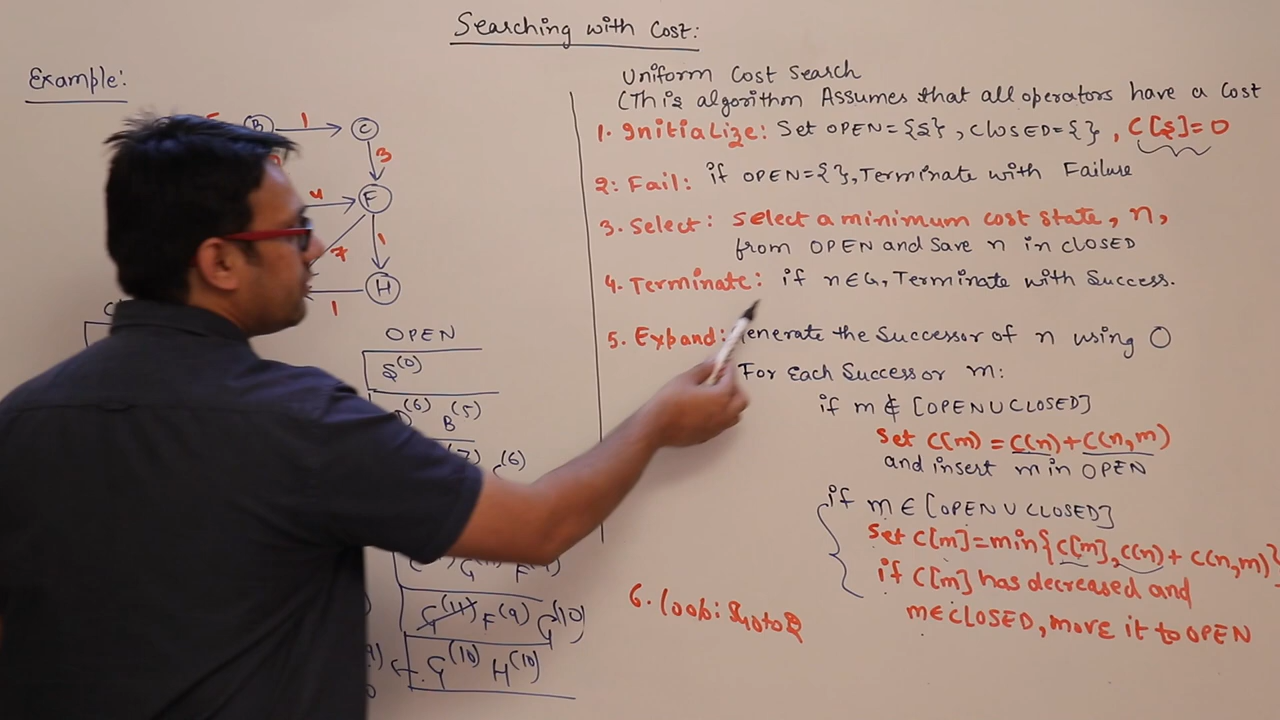 Searching with Cost:
Example:
B 1 C
3
4 F
7 1
H
1
OPEN
S(0)
(6) B(5)
(7) C(6)
F(9)
G(11) F(9) G(10)
G(10) H(10)
Uniform Cost Search
(This algorithm Assumes that all operators have a Cost
1. Initialize: Set OPEN={S}, CLOSED={}, C[S]=0
2: Fail: if OPEN={}, Terminate with Failure
3. Select: Select a minimum cost state, n,
from OPEN and Save n in CLOSED
4. Terminate: if n∈G, Terminate with Success.
5. Expand: enerate the Successor of n using O
For each Successor m:
if m ∉ [OPEN U CLOSED]
Set C(m) = C(n)+C(n,m)
and insert m in OPEN
if m ∈ [OPEN U CLOSED]
Set C[m]=min{C[m], C(n)+ C(n,m)}
if C[m] has decreased and
m∈CLOSED, move it to OPEN
6. loop: Goto 2